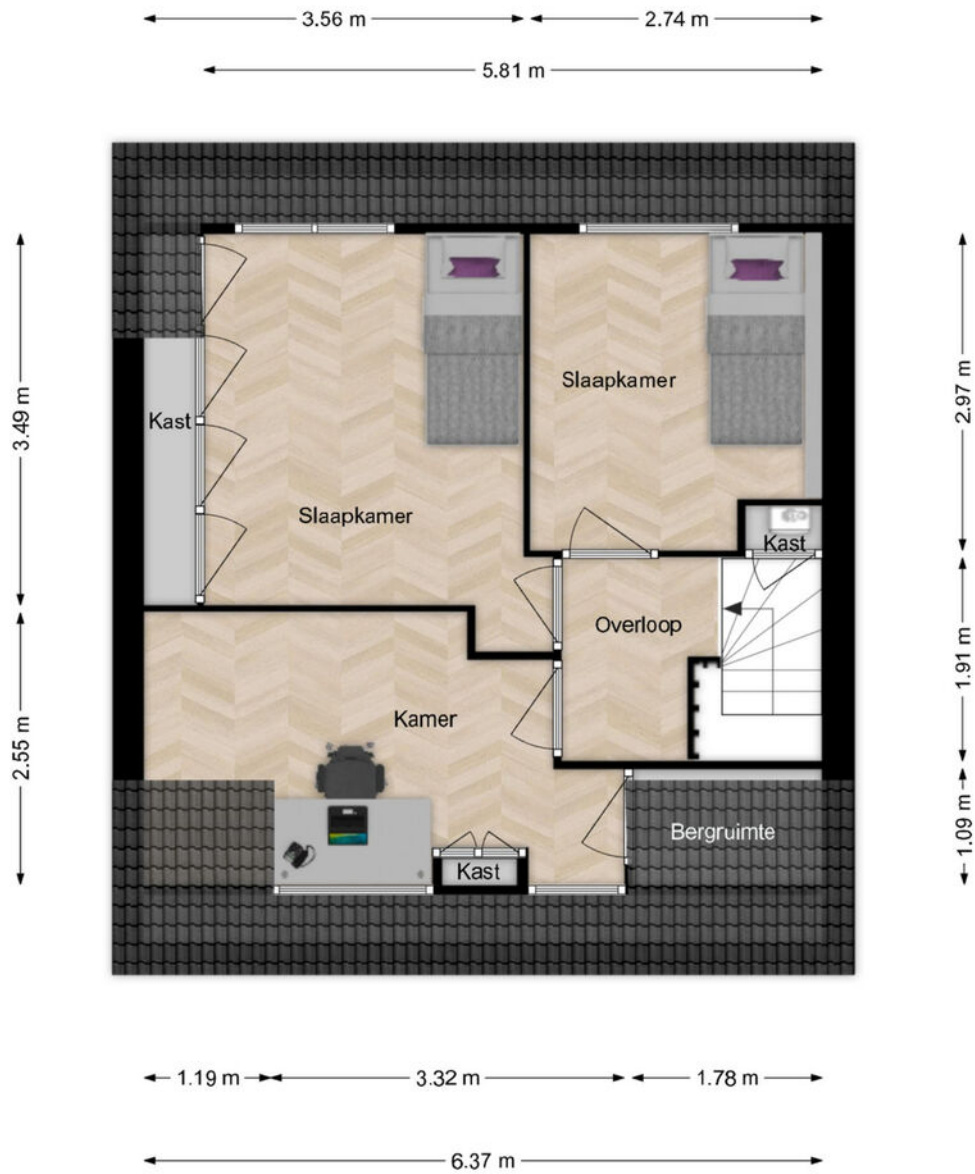 3.56 m
2.74 m
5.81 m
3.49 m
2.97 m
Slaapkamer
Kast
Slaapkamer
Kast
Overloop
1.91 m
Kamer
2.55 m
Bergruimte
1.09 m
Kast
1.19 m
3.32 m
1.78 m
6.37 m